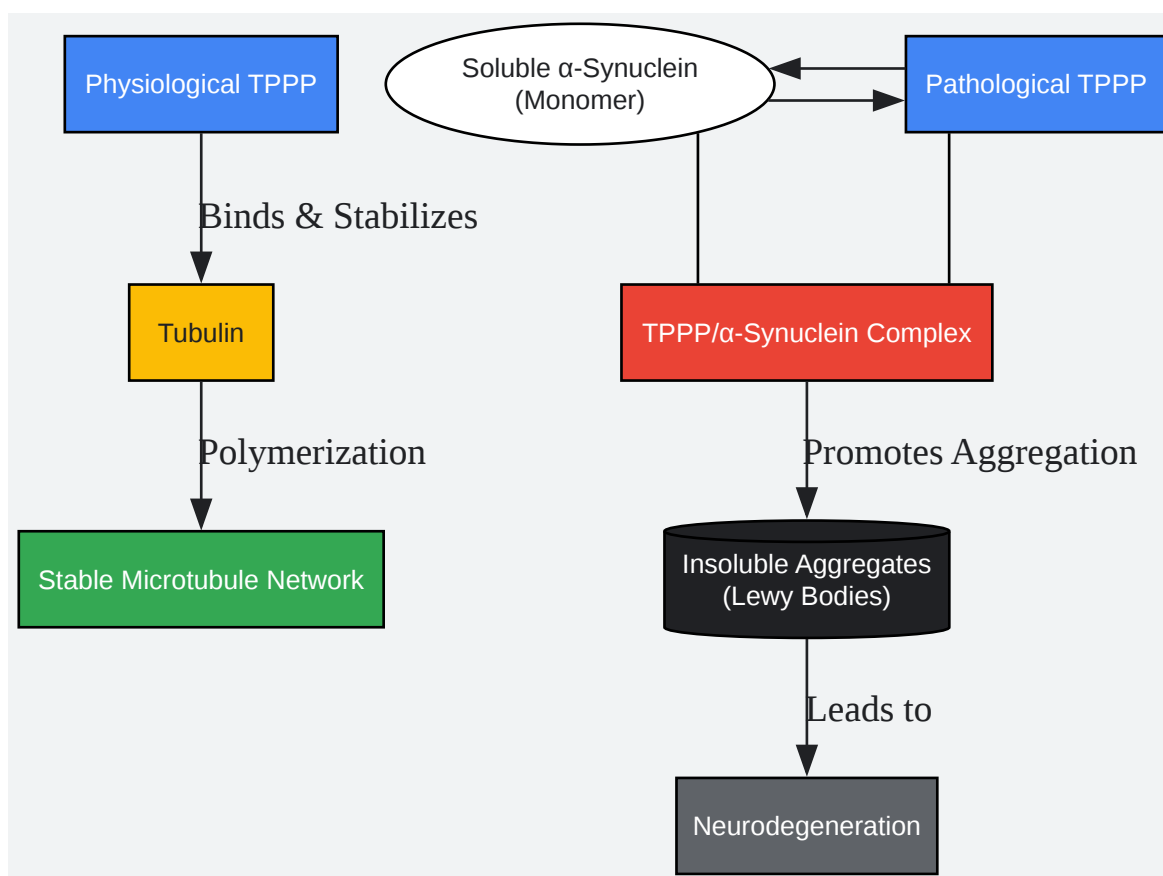 Physiological TPPP
Soluble α-Synuclein
(Monomer)
Pathological TPPP
Binds & Stabilizes
Tubulin
TPPP/α-Synuclein Complex
Polymerization
Promotes Aggregation
Stable Microtubule Network
Insoluble Aggregates
(Lewy Bodies)
Leads to
Neurodegeneration